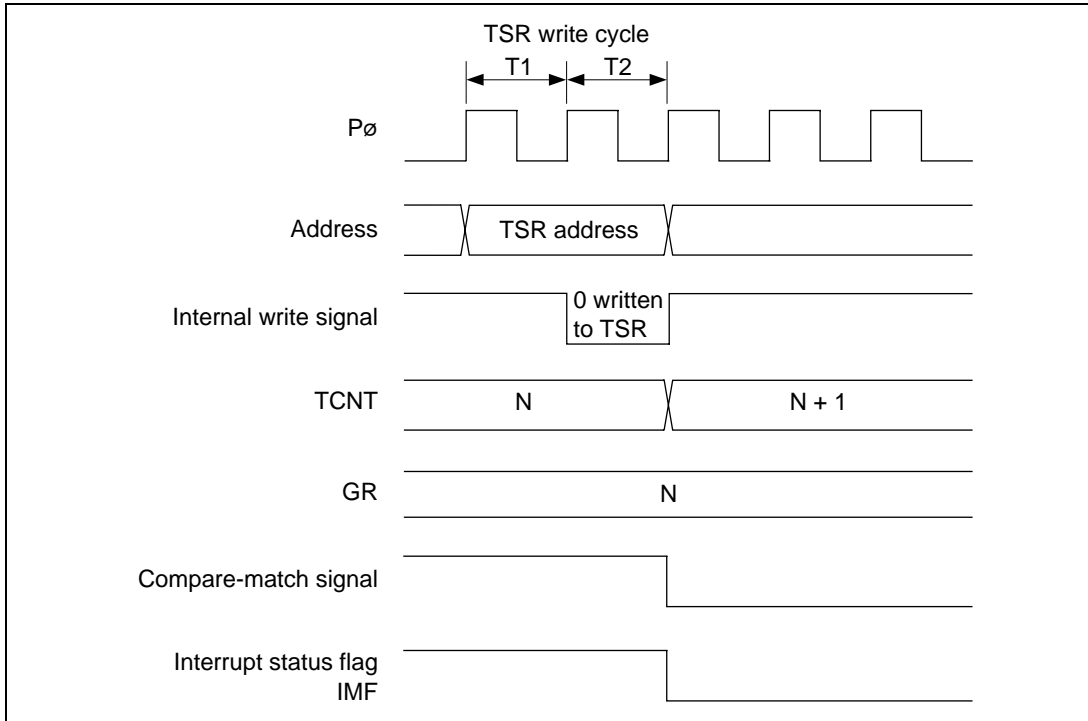 TSR write cycle
T1 T2
Pø
Address
TSR address
Internal write signal
0 written
to TSR
TCNT
N
N + 1
GR
N
Compare-match signal
Interrupt status flag
IMF